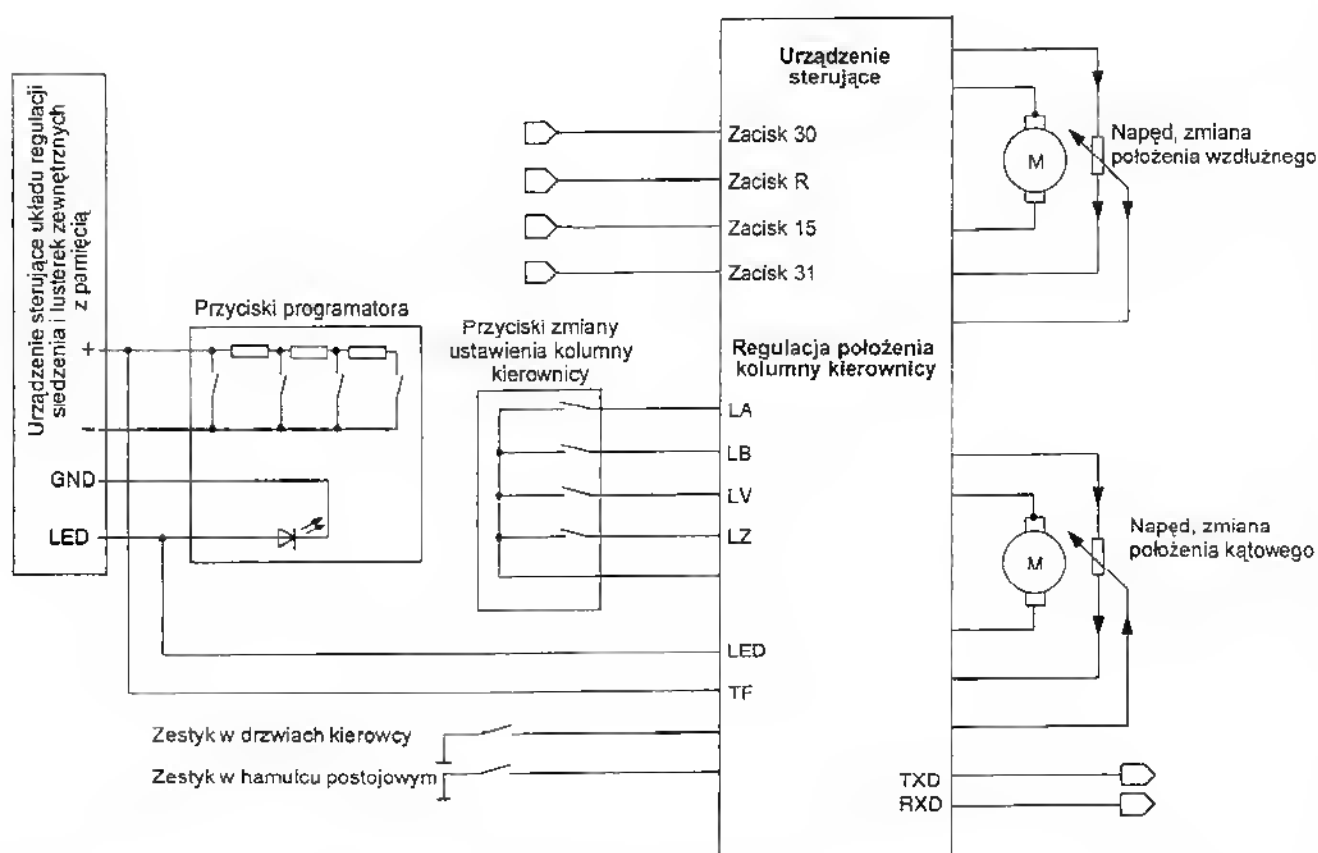 Urządzenie
sterujące
Urządzenie sterujące układu regulacji
siedzenia i lusterek zewnętrznych
z pamięcią
Zacisk 30
Zacisk R
Zacisk 15
Zacisk 31
M
Napęd, zmiana
położenia wzdłużnego
Przyciski programatora
Przyciski zmiany
ustawienia kolumny
kierownicy
Regulacja położenia
kolumny kierownicy
+
−
GND
LED
LA
LB
LV
LZ
M
Napęd, zmiana
położenia kątowego
LED
TF
Zestyk w drzwiach kierowcy
Zestyk w hamulcu postojowym
TXD
RXD